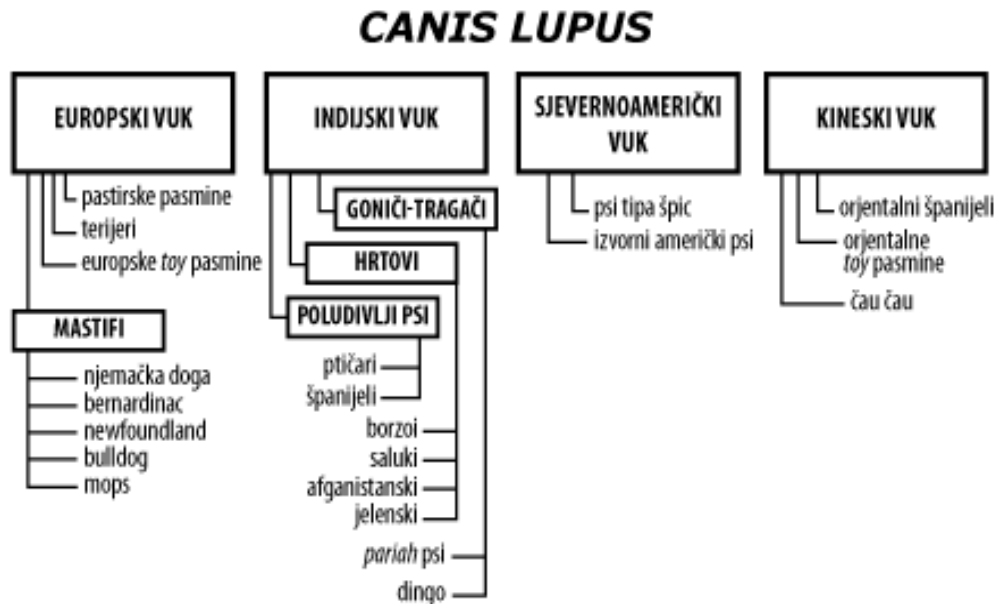 CANIS LUPUS
EUROPSKI VUK
pastirske pasmine
terijeri
europske toy pasmine
MASTIFI
njemačka doga
bernardinac
newfoundland
bulldog
mops
INDIJSKI VUK
GONIČI-TRAGAČI
HRTOVI
POLUDIVLJI PSI
ptičari
španijeli
borzoi
saluki
afganistanski
jelenski
pariah psi
dingo
SJEVERNOAMERIČKI
VUK
psi tipa špic
izvorni američki psi
KINESKI VUK
orjentalni španijeli
orjentalne
toy pasmine
čau čau